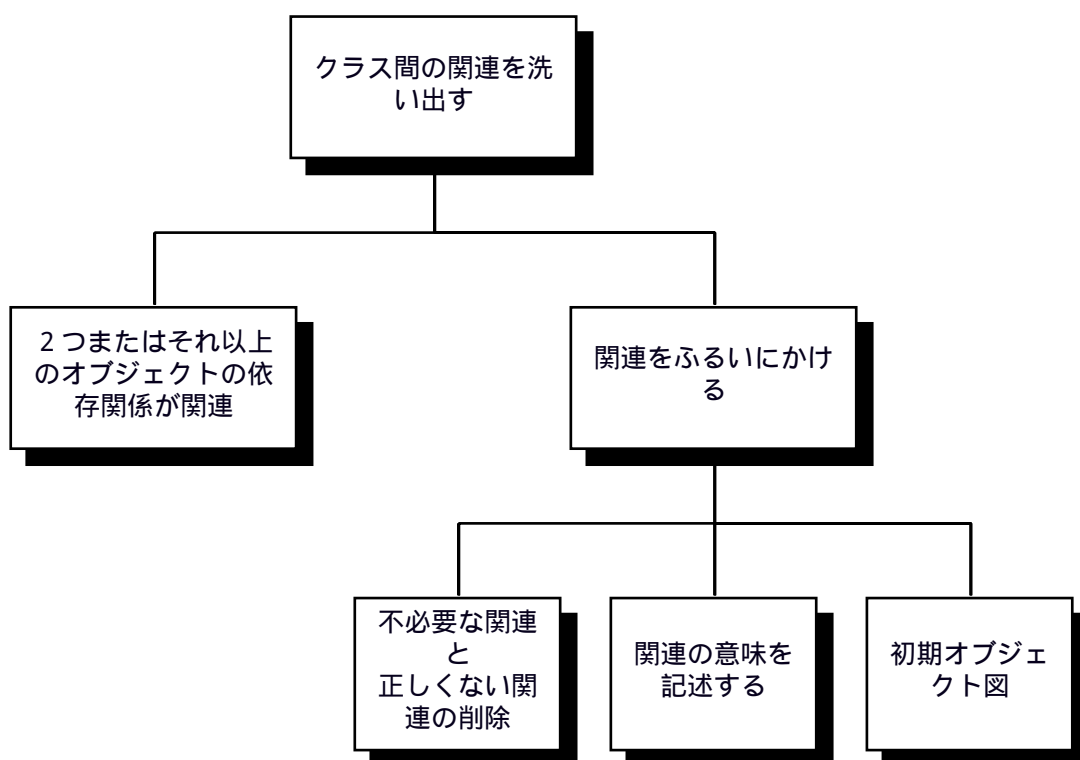 クラス間の関連を洗
い出す
2つまたはそれ以上
のオブジェクトの依
存関係が関連
関連をふるいにかけ
る
不必要な関連
と
正しくない関
連の削除
関連の意味を
記述する
初期オブジェ
クト図